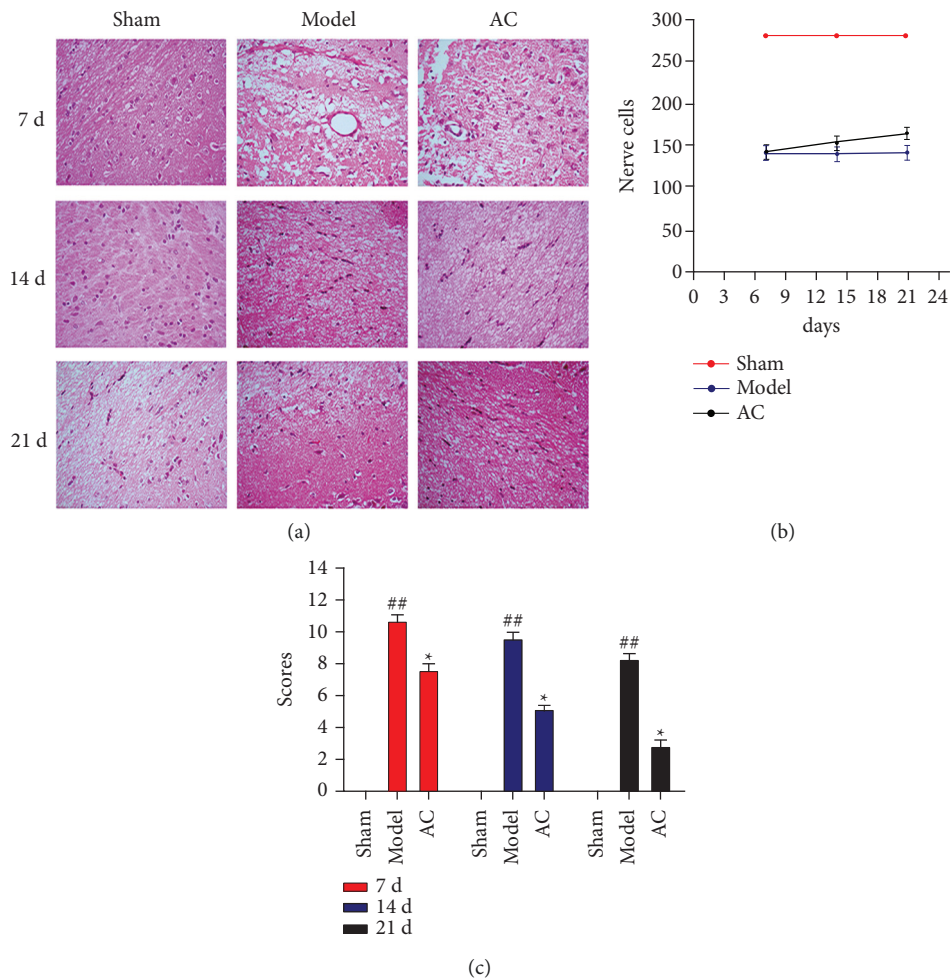 Sham Model AC
7 d
14 d
21 d
(a)
300
250
200
150
100
50
0
Nerve cells
0 3 6 9 12 15 18 21 24
days
Sham
Model
AC
(b)
14
12
10
8
6
4
2
0
Scores
## * ## * ## *
Sham Model AC Sham Model AC Sham Model AC
7 d
14 d
21 d
(c)